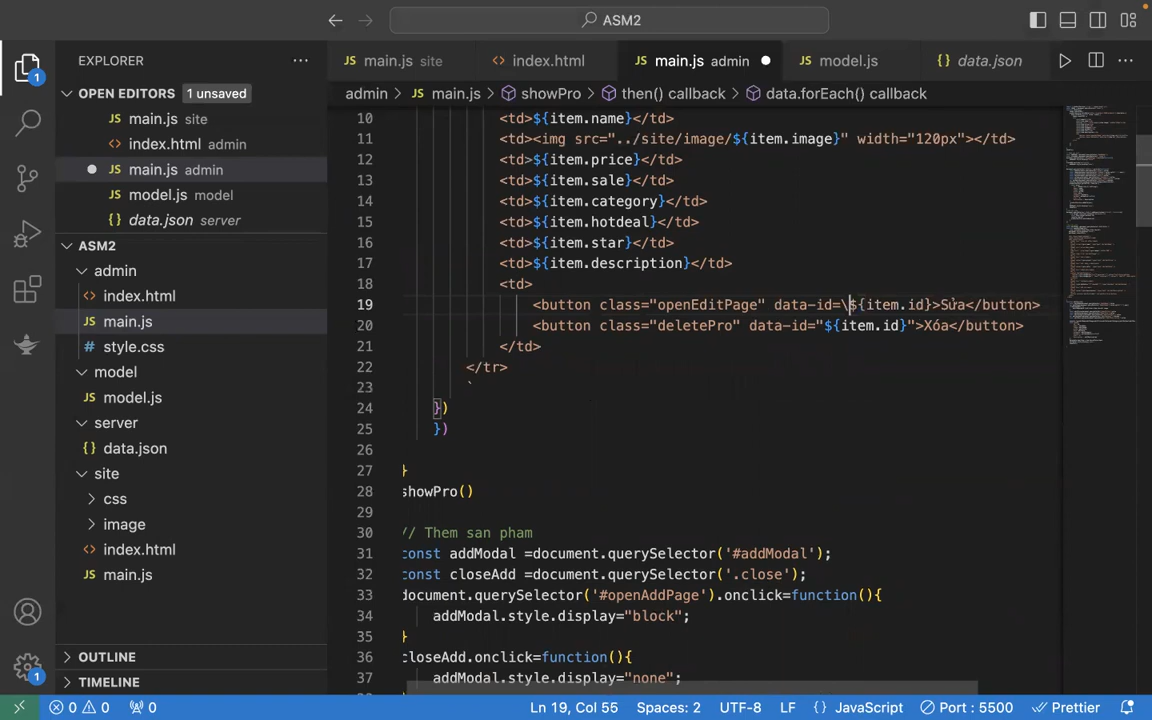 ASM2
EXPLORER
main.js site
index.html
main.js admin
model.js
data.json
OPEN EDITORS 1 unsaved
admin > main.js > showPro > then() callback > data.forEach() callback
main.js site
index.html admin
main.js admin
model.js model
data.json server
ASM2
admin
index.html
main.js
style.css
model
model.js
server
data.json
site
css
image
index.html
main.js
OUTLINE
TIMELINE
1
1
10 <td>${item.name}</td>
11 <td><img src="../site/image/${item.image}" width="120px"></td>
12 <td>${item.price}</td>
13 <td>${item.sale}</td>
14 <td>${item.category}</td>
15 <td>${item.hotdeal}</td>
16 <td>${item.star}</td>
17 <td>${item.description}</td>
18 <td>
19 <button class="openEditPage" data-id=\${item.id}>Sửa</button>
20 <button class="deletePro" data-id="${item.id}">Xóa</button>
21 </td>
22 </tr>
23 `
24 })
25 })
26
27 }
28 showPro()
29
30 // Them san pham
31 const addModal =document.querySelector('#addModal');
32 const closeAdd =document.querySelector('.close');
33 document.querySelector('#openAddPage').onclick=function(){
34 addModal.style.display="block";
35 }
36 closeAdd.onclick=function(){
37 addModal.style.display="none";
0 0 0 Ln 19, Col 55 Spaces: 2 UTF-8 LF {} JavaScript Port : 5500 Prettier